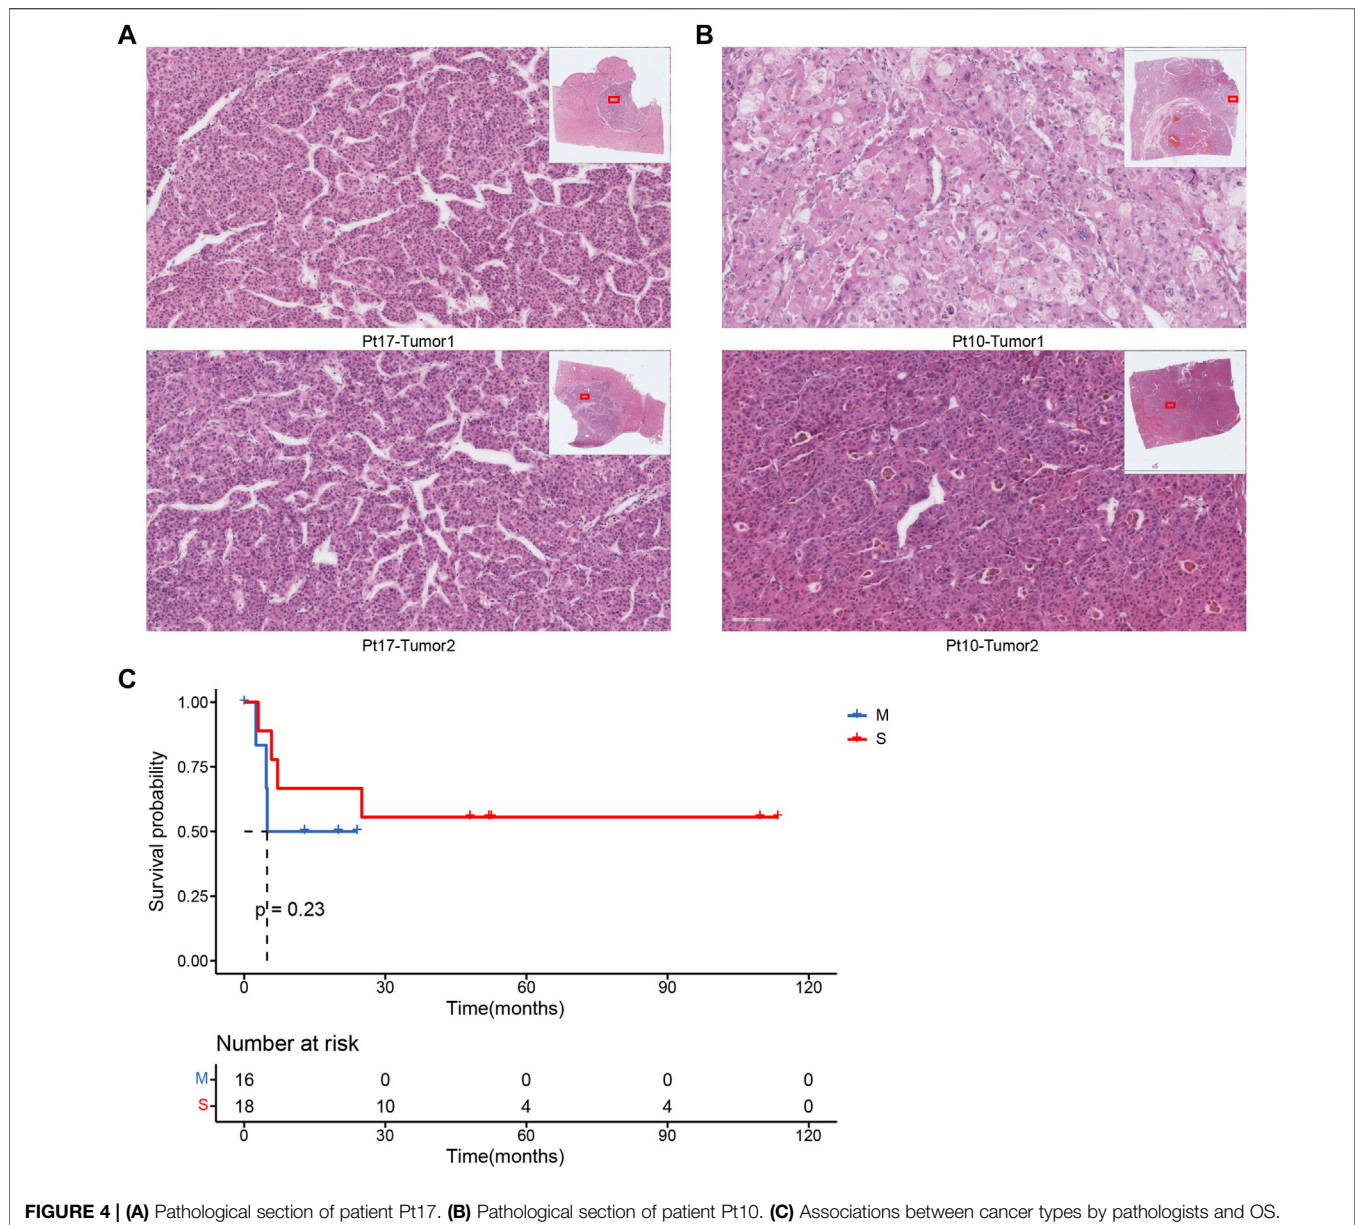 A
B
Pt17-Tumor1
Pt10-Tumor1
Pt17-Tumor2
Pt10-Tumor2
C
Survival probability
1.00
0.75
0.50
0.25
0.00
p = 0.23
M
S
0 30 60 90 120
Time(months)
Number at risk
M 16 0 0 0 0
S 18 10 4 4 0
0 30 60 90 120
Time(months)
FIGURE 4 | (A) Pathological section of patient Pt17. (B) Pathological section of patient Pt10. (C) Associations between cancer types by pathologists and OS.